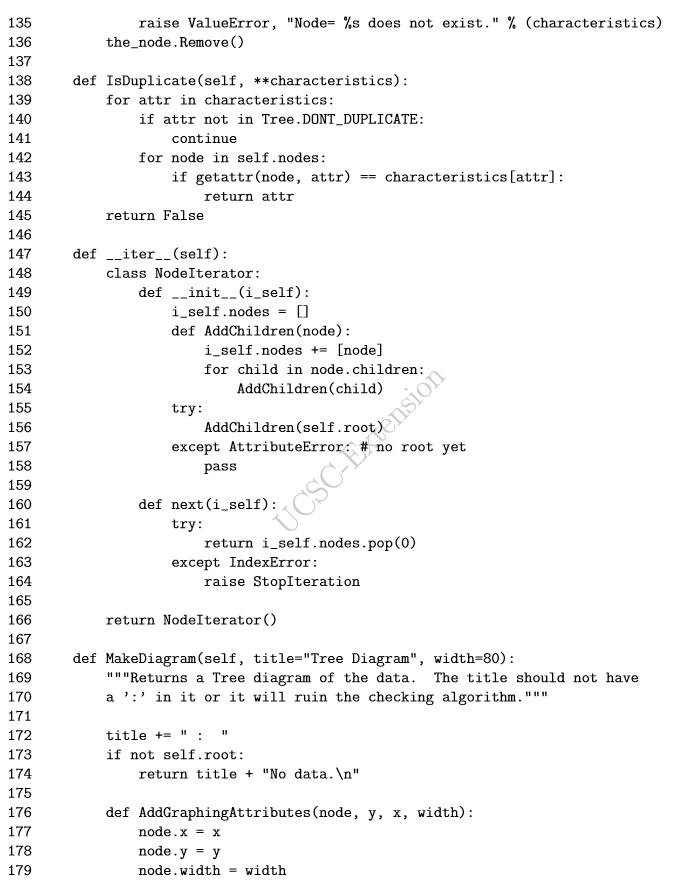 135                raise ValueError, "Node= %s does not exist." % (characteristics)
136            the_node.Remove()
137
138        def IsDuplicate(self, **characteristics):
139            for attr in characteristics:
140                if attr not in Tree.DONT_DUPLICATE:
141                    continue
142                for node in self.nodes:
143                    if getattr(node, attr) == characteristics[attr]:
144                        return attr
145            return False
146
147        def __iter__(self):
148            class NodeIterator:
149                def __init__(i_self):
150                    i_self.nodes = []
151                    def AddChildren(node):
152                        i_self.nodes += [node]
153                        for child in node.children:
154                            AddChildren(child)
155                    try:
156                        AddChildren(self.root)
157                    except AttributeError: # no root yet
158                        pass
159
160                def next(i_self):
161                    try:
162                        return i_self.nodes.pop(0)
163                    except IndexError:
164                        raise StopIteration
165
166            return NodeIterator()
167
168        def MakeDiagram(self, title="Tree Diagram", width=80):
169            """Returns a Tree diagram of the data.  The title should not have
170            a ':' in it or it will ruin the checking algorithm."""
171
172            title += " :  "
173            if not self.root:
174                return title + "No data.\n"
175
176            def AddGraphingAttributes(node, y, x, width):
177                node.x = x
178                node.y = y
179                node.width = width
UCSC-Extension